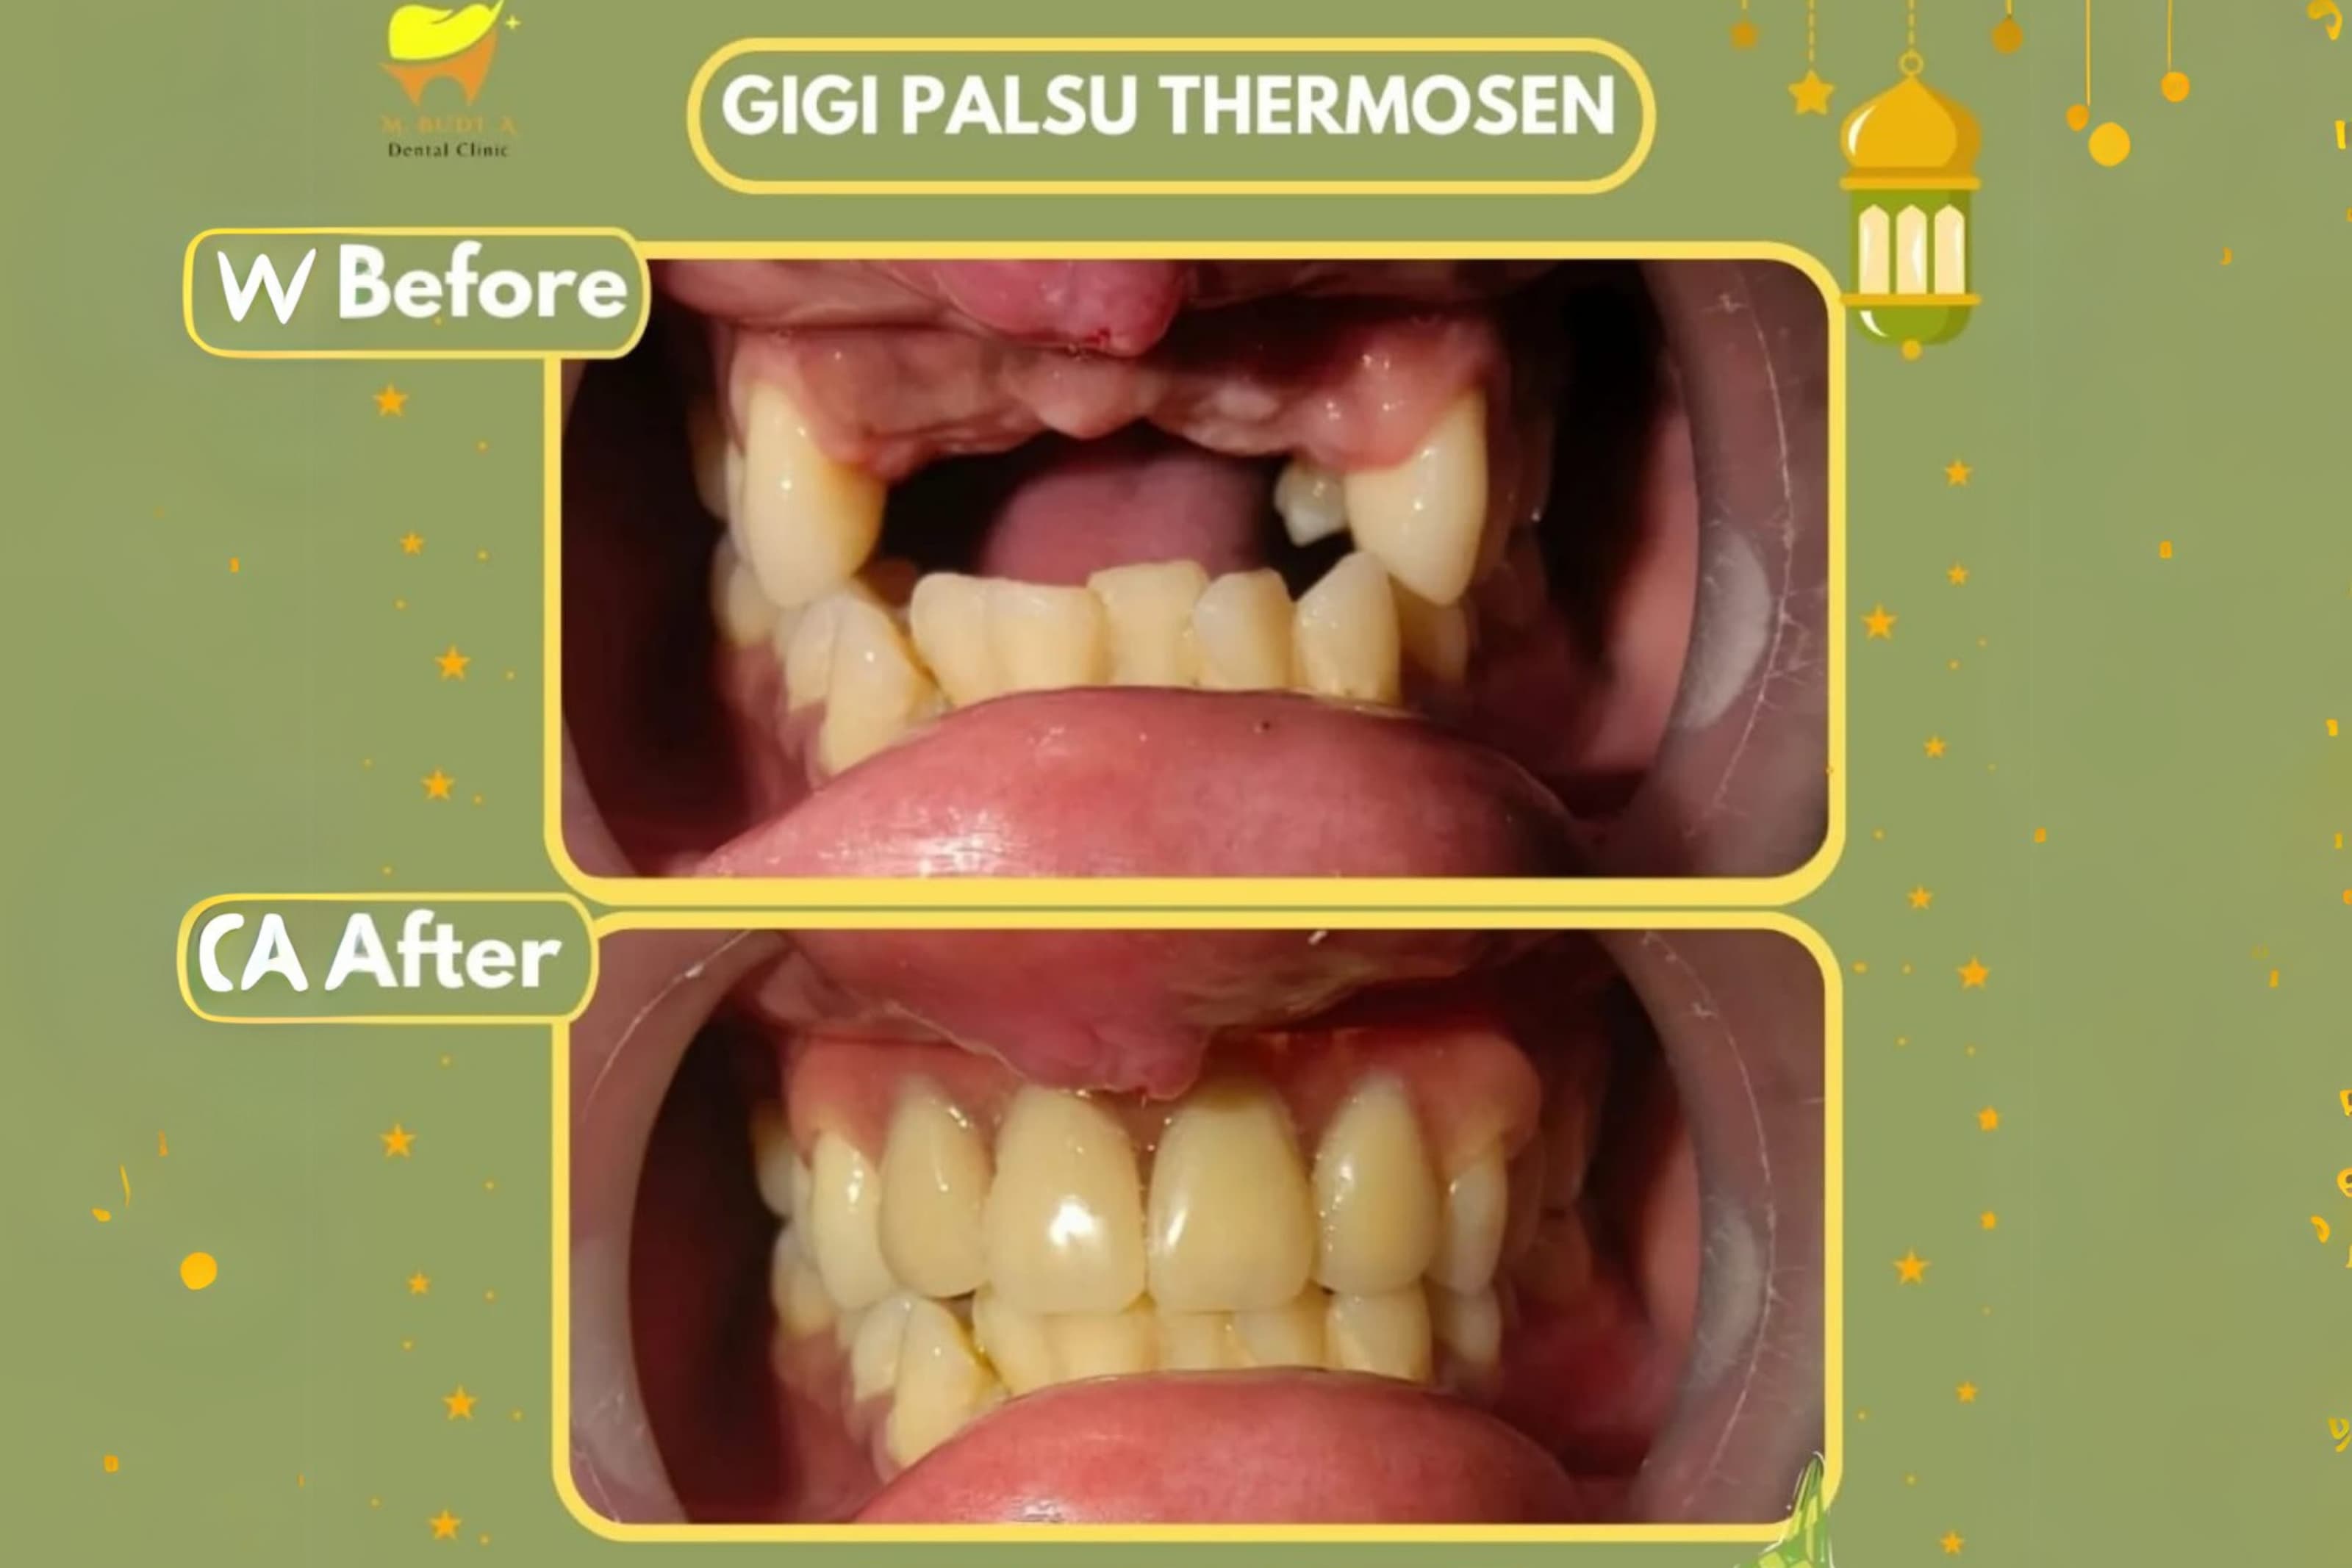 M. BUDI A
Dental Clinic
GIGI PALSU THERMOSEN
W Before
CA After